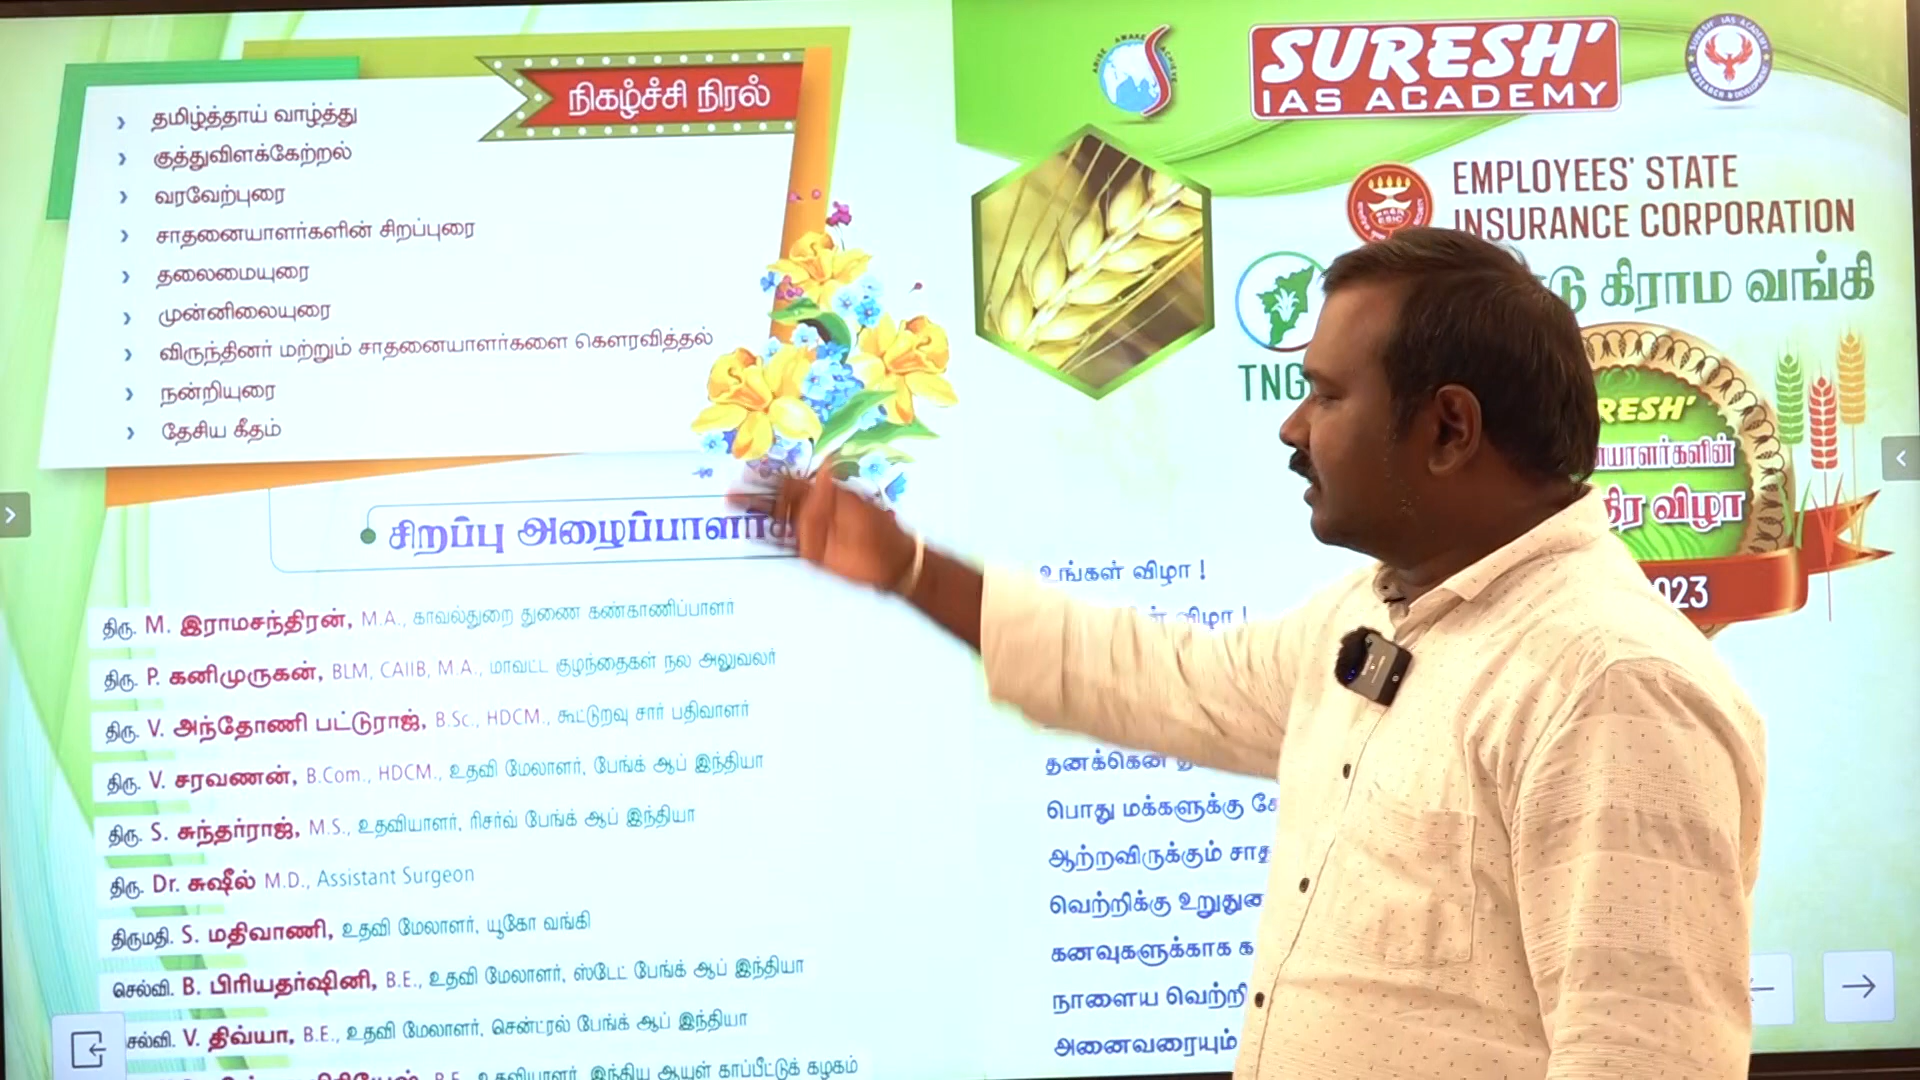 நிகழ்ச்சி நிரல்
தமிழ்த்தாய் வாழ்த்து
குத்துவிளக்கேற்றல்
வரவேற்புரை
சாதனையாளர்களின் சிறப்புரை
தலைமையுரை
முன்னிலையுரை
விருந்தினர் மற்றும் சாதனையாளர்களை கௌரவித்தல்
நன்றியுரை
தேசிய கீதம்
சிறப்பு
திரு. M. இராமசந்திரன், M.A., காவல்துறை துணை கண்காணிப்பாளர்
திரு. P. கனிமுருகன், BLM, CAIIB, M.A., மாவட்ட குழந்தைகள் நல அலுவலர்
திரு. V. அந்தோணி பட்டுராஜ், B.Sc., HDCM., கூட்டுறவு சார் பதிவாளர்
திரு. V. சரவணன், B.Com., HDCM., உதவி மேலாளர், பேங்க் ஆப் இந்தியா
திரு. S. சுந்தர்ராஜ், M.S., உதவியாளர், ரிசர்வ் பேங்க் ஆப் இந்தியா
திரு. Dr. சுஷீல் M.D., Assistant Surgeon
திருமதி. S. மதிவாணி, உதவி மேலாளர், யூகோ வங்கி
செல்வி. B. பிரியதர்ஷினி, B.E., உதவி மேலாளர், ஸ்டேட் பேங்க் ஆப் இந்தியா
V. திவ்யா, B.E., உதவி மேலாளர், சென்ட்ரல் பேங்க் ஆப் இந்தியா
B.E., உதவியாளர், இந்திய ஆயுள் காப்பீட்டுக் கழகம்
SURESH'
IAS ACADEMY
EMPLOYEES' STATE
INSURANCE CORPORATION
கிராம வங்கி
TNG
RESH'
விழா
உங்கள் விழா !
விழா !
தனக்கென
பொது மக்களுக்கு
ஆற்றவிருக்கும்
வெற்றிக்கு
கனவுகளுக்காக
நாளைய
அனைவரையும்